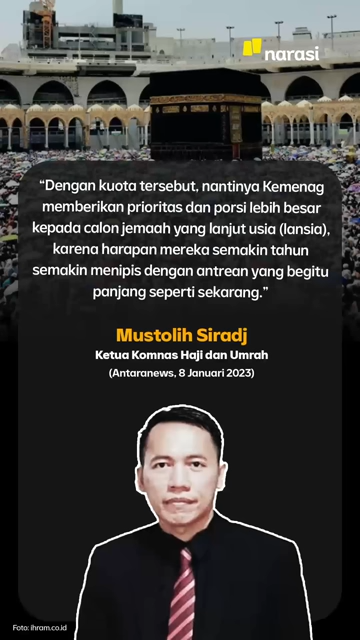 narasi
“Dengan kuota tersebut, nantinya Kemenag
memberikan prioritas dan porsi lebih besar
kepada calon jemaah yang lanjut usia (lansia),
karena harapan mereka semakin tahun
semakin menipis dengan antrean yang begitu
panjang seperti sekarang.”
Mustolih Siradj
Ketua Komnas Haji dan Umrah
(Antaranews, 8 Januari 2023)
Foto: ihram.co.id